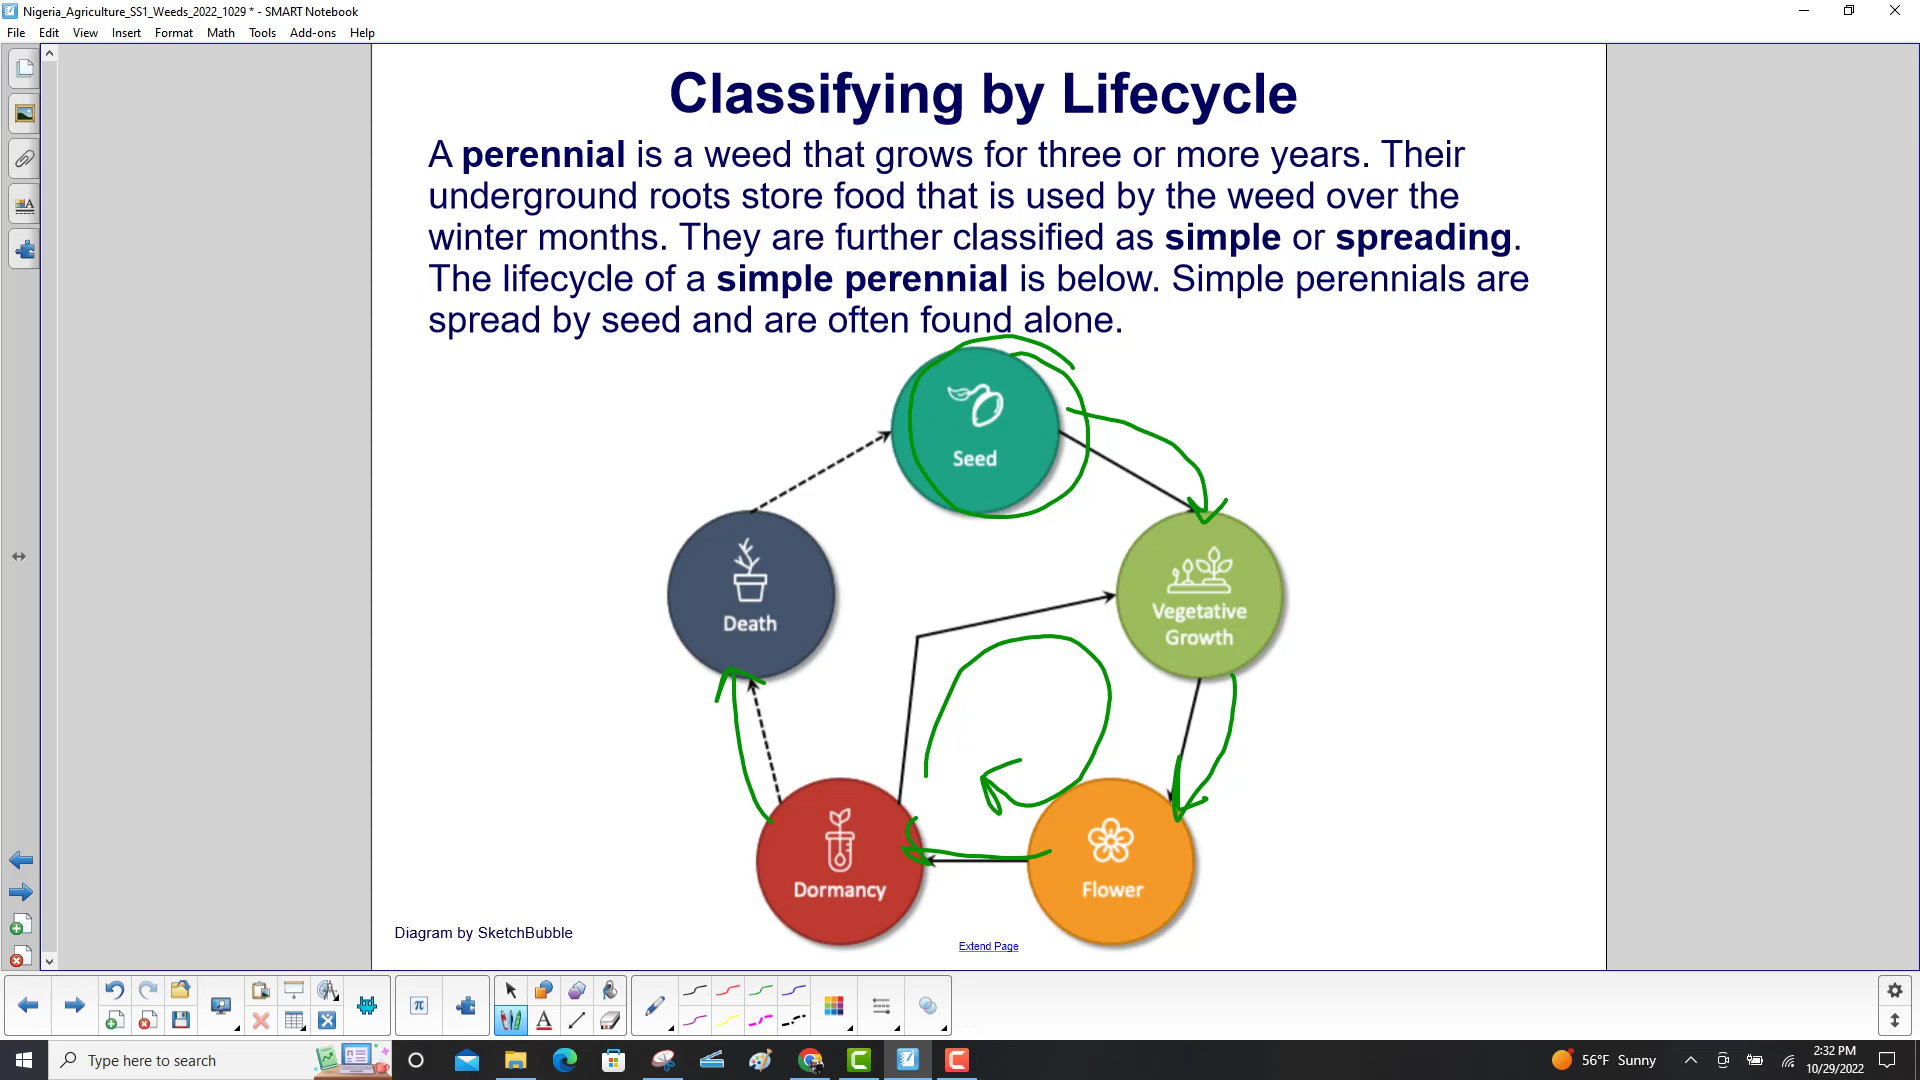 Nigeria_Agriculture_SS1_Weeds_2022_1029 * - SMART Notebook
File Edit View Insert Format Math Tools Add-ons Help
Classifying by Lifecycle
A perennial is a weed that grows for three or more years. Their
underground roots store food that is used by the weed over the
winter months. They are further classified as simple or spreading.
The lifecycle of a simple perennial is below. Simple perennials are
spread by seed and are often found alone.
Seed
Death
Vegetative
Growth
Dormancy
Flower
Diagram by SketchBubble
Extend Page
Type here to search
56°F Sunny
2:32 PM
10/29/2022